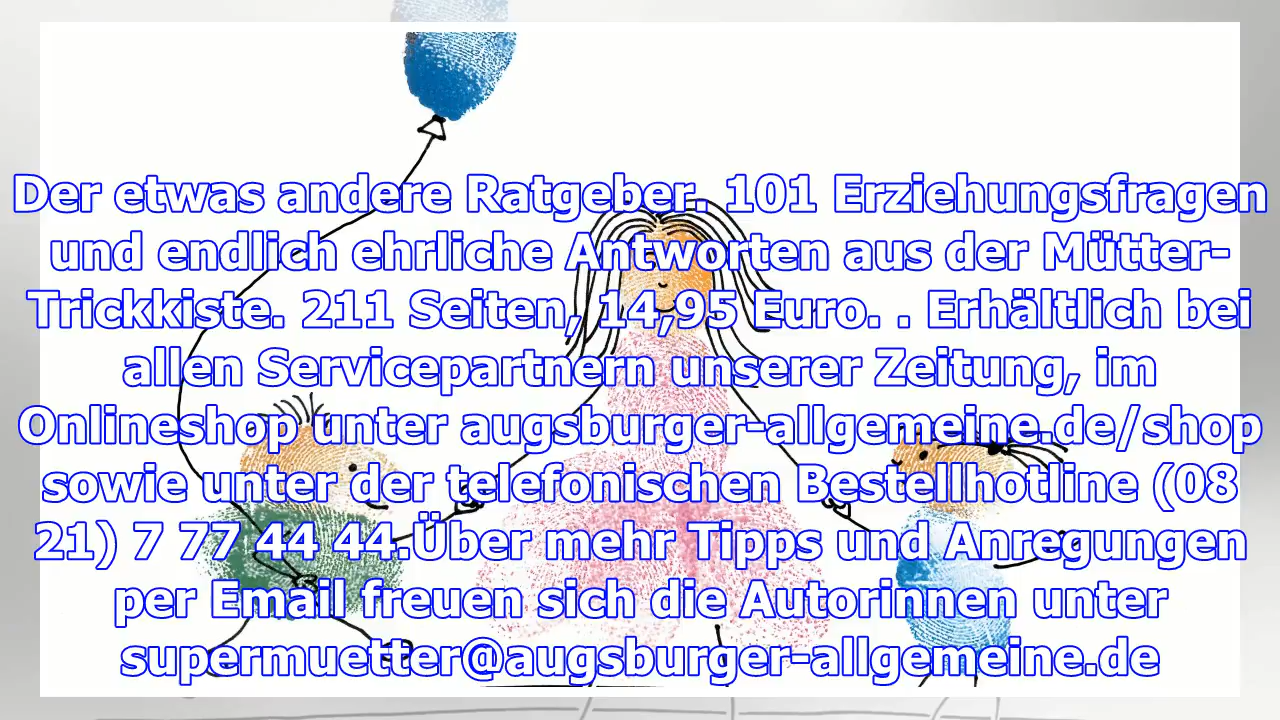 Der etwas andere Ratgeber. 101 Erziehungsfragen
und endlich ehrliche Antworten aus der Mütter-
Trickkiste. 211 Seiten, 14,95 Euro. . Erhältlich bei
allen Servicepartnern unserer Zeitung, im
Onlineshop unter augsburger-allgemeine.de/shop
sowie unter der telefonischen Bestellhotline (08
21) 7 77 44 44.Über mehr Tipps und Anregungen
per Email freuen sich die Autorinnen unter
supermuetter@augsburger-allgemeine.de